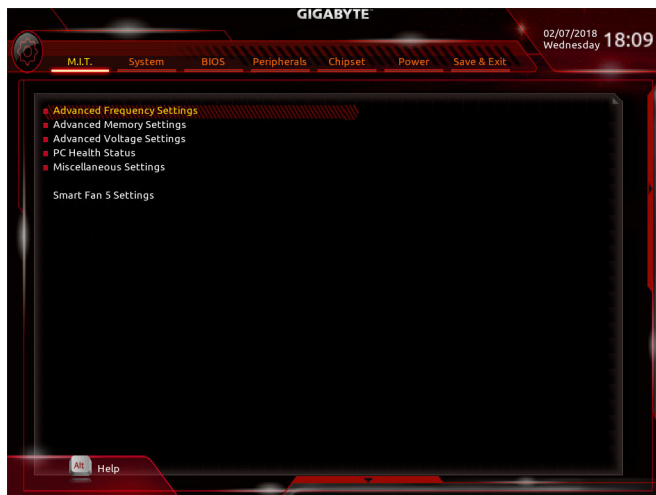 GIGABYTE™
02/07/2018
Wednesday
18:09
M.I.T. System BIOS Peripherals Chipset Power Save & Exit
Advanced Frequency Settings
Advanced Memory Settings
Advanced Voltage Settings
PC Health Status
Miscellaneous Settings
Smart Fan 5 Settings
Alt Help